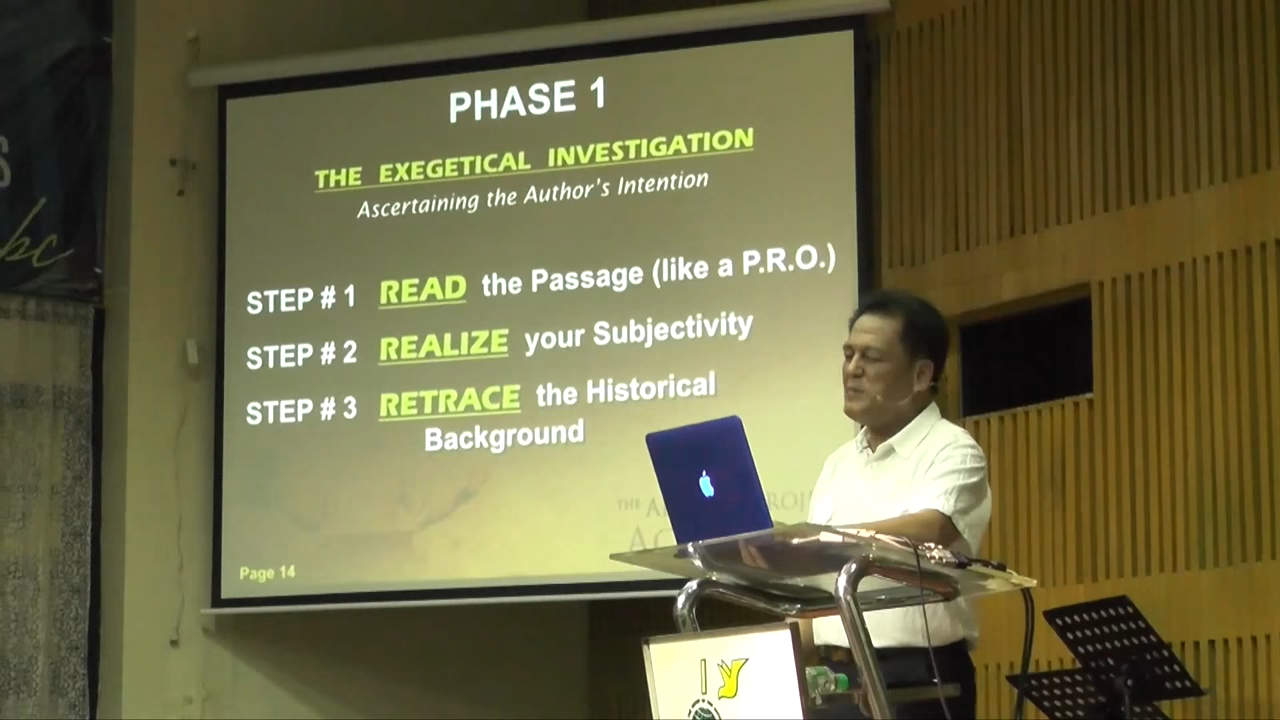 PHASE 1
THE EXEGETICAL INVESTIGATION
Ascertaining the Author's Intention
STEP # 1 READ the Passage (like a P.R.O.)
STEP # 2 REALIZE your Subjectivity
STEP # 3 RETRACE the Historical
Background
THE
Page 14